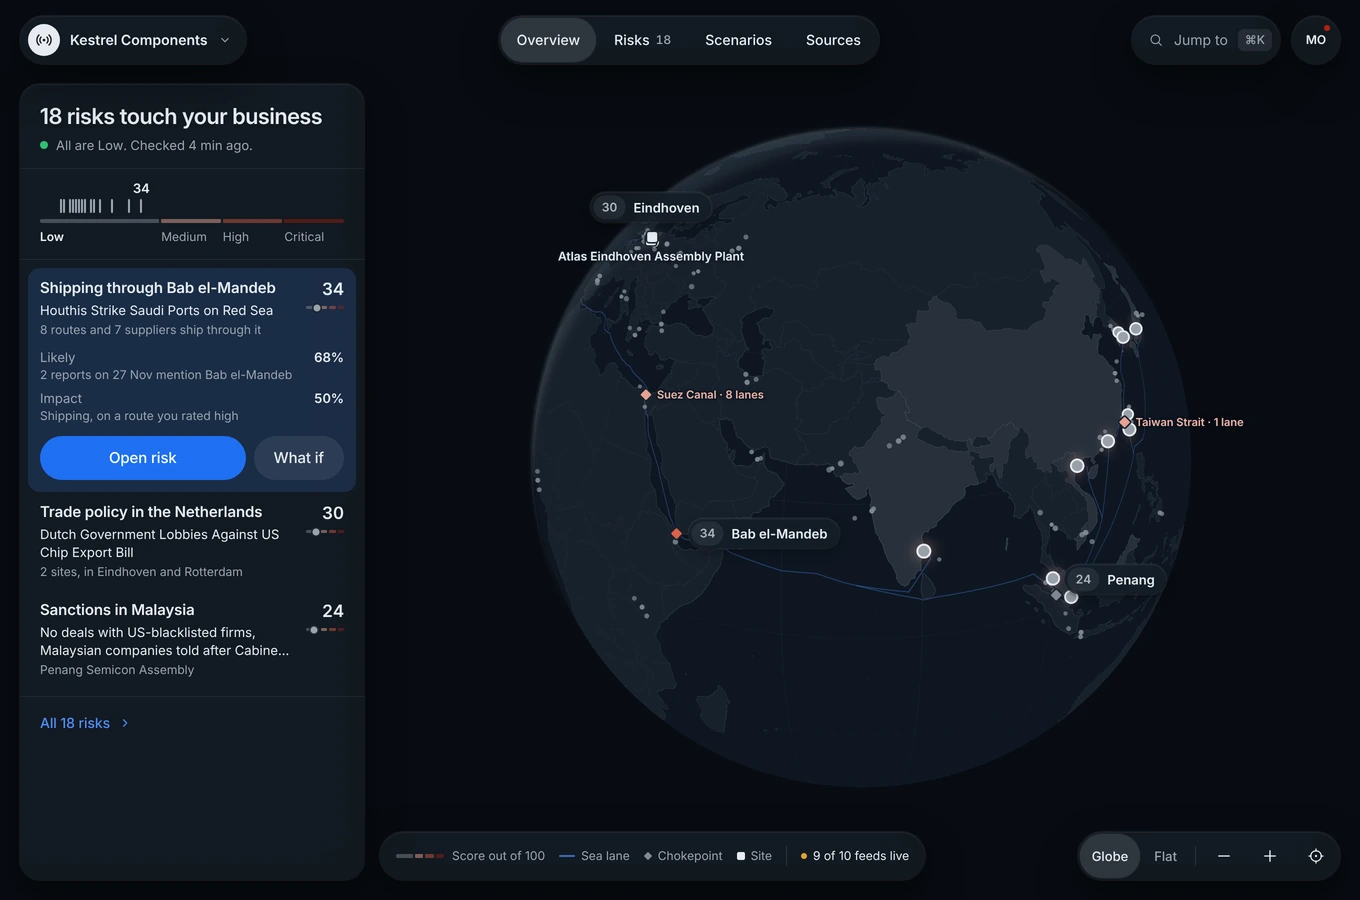 Kestrel Components
Overview
Risks 18
Scenarios
Sources
Jump to ⌘K
MO
18 risks touch your business
All are Low. Checked 4 min ago.
34
Low
Medium
High
Critical
Shipping through Bab el-Mandeb 34
Houthis Strike Saudi Ports on Red Sea
8 routes and 7 suppliers ship through it
Likely 68%
2 reports on 27 Nov mention Bab el-Mandeb
Impact 50%
Shipping, on a route you rated high
Open risk
What if
Trade policy in the Netherlands 30
Dutch Government Lobbies Against US
Chip Export Bill
2 sites, in Eindhoven and Rotterdam
Sanctions in Malaysia 24
No deals with US-blacklisted firms,
Malaysian companies told after Cabine...
Penang Semicon Assembly
All 18 risks
30 Eindhoven
Atlas Eindhoven Assembly Plant
Suez Canal · 8 lanes
Taiwan Strait · 1 lane
34 Bab el-Mandeb
24 Penang
Score out of 100
Sea lane
Chokepoint
Site
9 of 10 feeds live
Globe
Flat